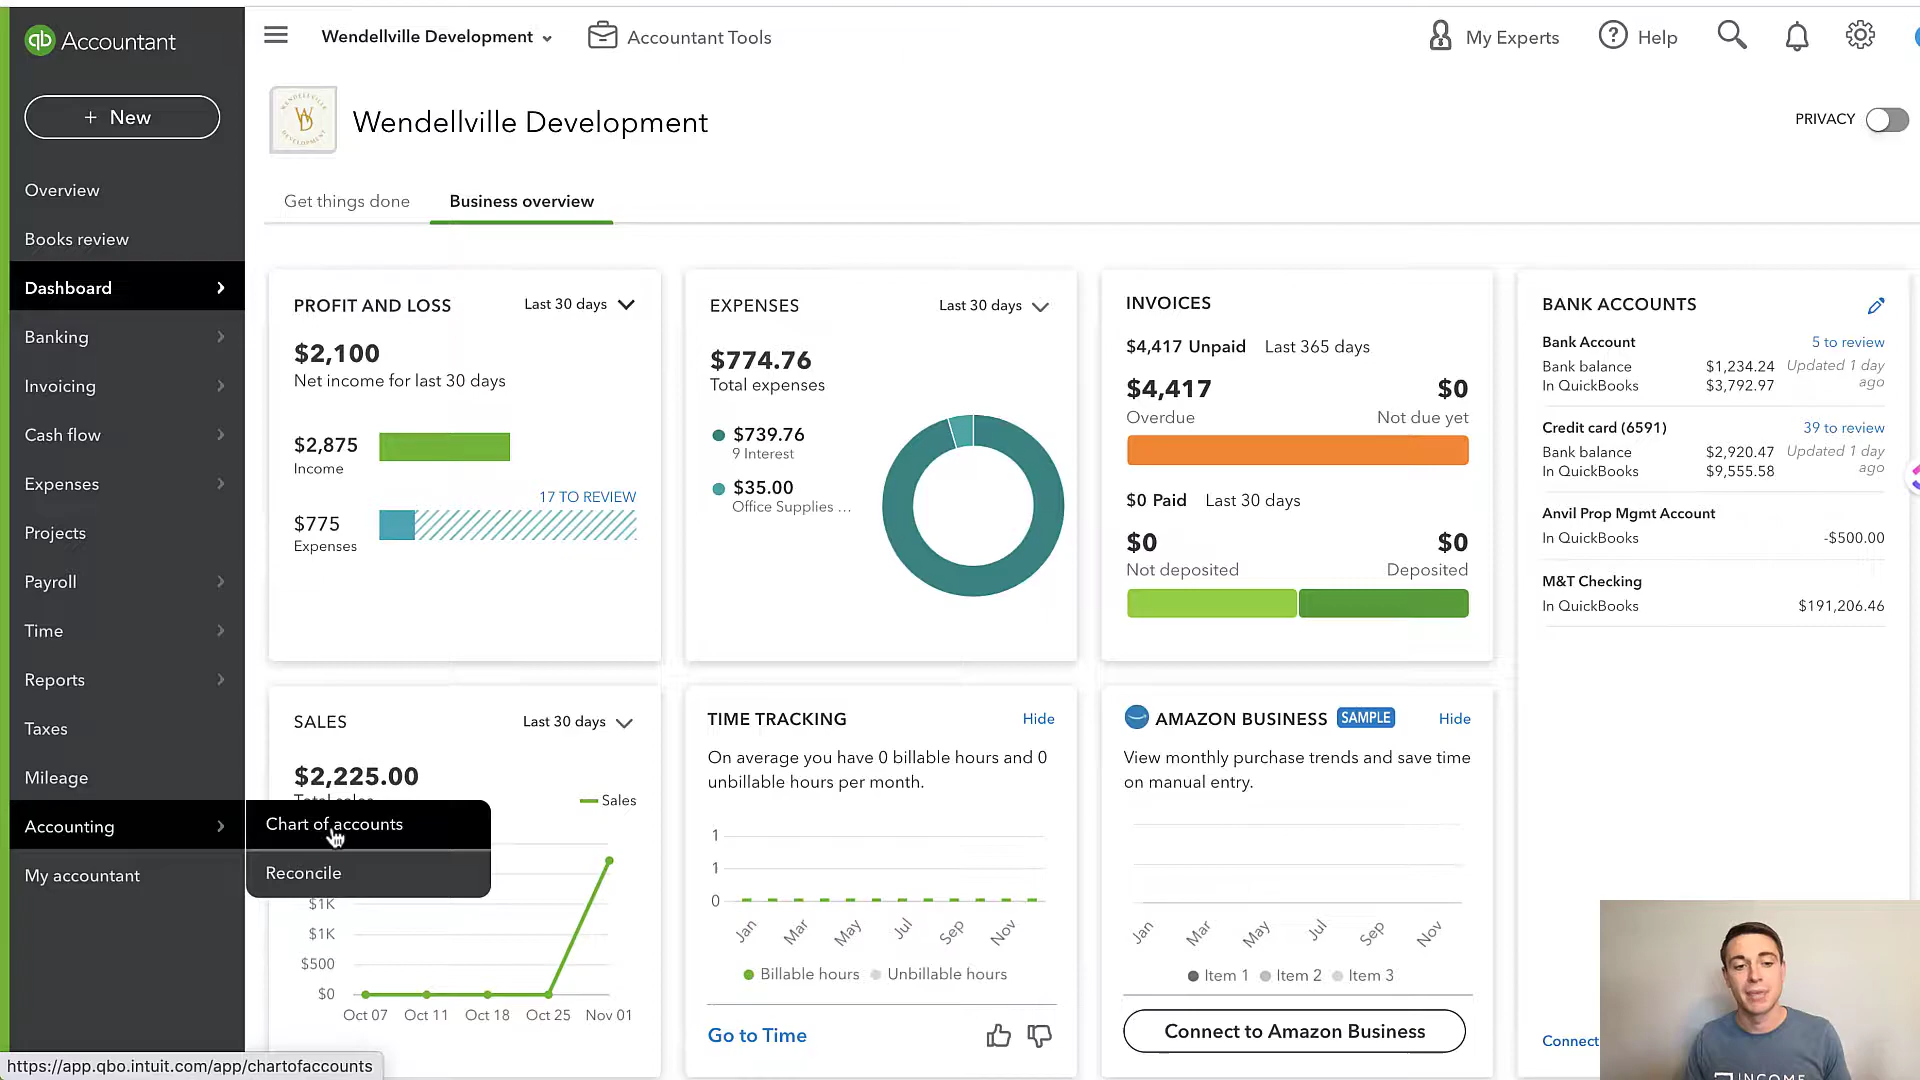 qb Accountant
Wendellville Development
Accountant Tools
My Experts
Help
+ New
WENDELLVILLE
WD
DEVELOPMENT
Wendellville Development
PRIVACY
Get things done
Business overview
Overview
Books review
Dashboard
Banking
Invoicing
Cash flow
Expenses
Projects
Payroll
Time
Reports
Taxes
Mileage
Accounting
My accountant
Chart of accounts
Reconcile
PROFIT AND LOSS
Last 30 days
$2,100
Net income for last 30 days
$2,875
Income
17 TO REVIEW
$775
Expenses
EXPENSES
Last 30 days
$774.76
Total expenses
$739.76
9 Interest
$35.00
Office Supplies ...
INVOICES
$4,417 Unpaid Last 365 days
$4,417 $0
Overdue Not due yet
$0 Paid Last 30 days
$0 $0
Not deposited Deposited
BANK ACCOUNTS
Bank Account 5 to review
Bank balance $1,234.24 Updated 1 day
In QuickBooks $3,792.97 ago
Credit card (6591) 39 to review
Bank balance $2,920.47 Updated 1 day
In QuickBooks $9,555.58 ago
Anvil Prop Mgmt Account
In QuickBooks -$500.00
M&T Checking
In QuickBooks $191,206.46
Connect
SALES
Last 30 days
$2,225.00
Total sales
Sales
$1K
$1K
$500
$0
Oct 07 Oct 11 Oct 18 Oct 25 Nov 01
TIME TRACKING
Hide
On average you have 0 billable hours and 0
unbillable hours per month.
1
1
0
Jan Mar May Jul Sep Nov
Billable hours Unbillable hours
Go to Time
AMAZON BUSINESS SAMPLE
Hide
View monthly purchase trends and save time
on manual entry.
Jan Mar May Jul Sep Nov
Item 1 Item 2 Item 3
Connect to Amazon Business
https://app.qbo.intuit.com/app/chartofaccounts
INCOME